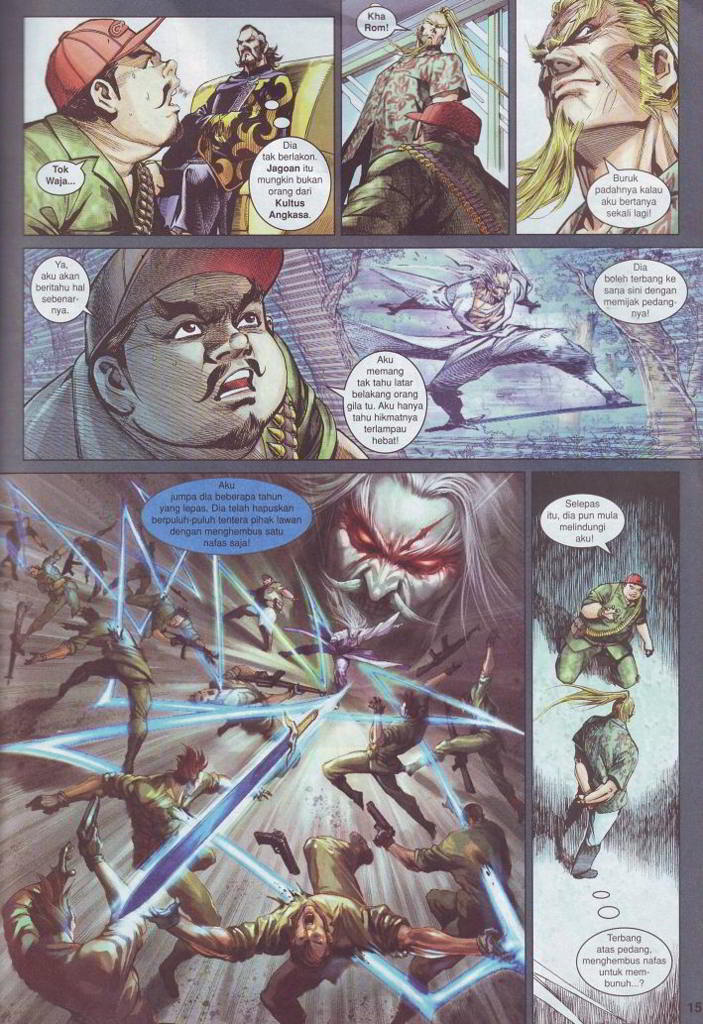 Tok
Waja...
Dia
tak berlakon.
Jagoan itu
mungkin bukan
orang dari
Kultus
Angkasa.
Kha
Rom!
Buruk
padahnya kalau
aku bertanya
sekali lagi!
Ya,
aku akan
beritahu hal
sebenar-
nya.
Aku
memang
tak tahu latar
belakang orang
gila tu. Aku hanya
tahu hikmatnya
terlampau
hebat!
Dia
boleh terbang ke
sana sini dengan
memijak pedang-
nya!
Aku
jumpa dia beberapa tahun
yang lepas. Dia telah hapuskan
berpuluh-puluh tentera pihak lawan
dengan menghembus satu
nafas saja!
Selepas
itu, dia pun mula
melindungi
aku!
Terbang
atas pedang,
menghembus nafas
untuk mem-
bunuh...?
15